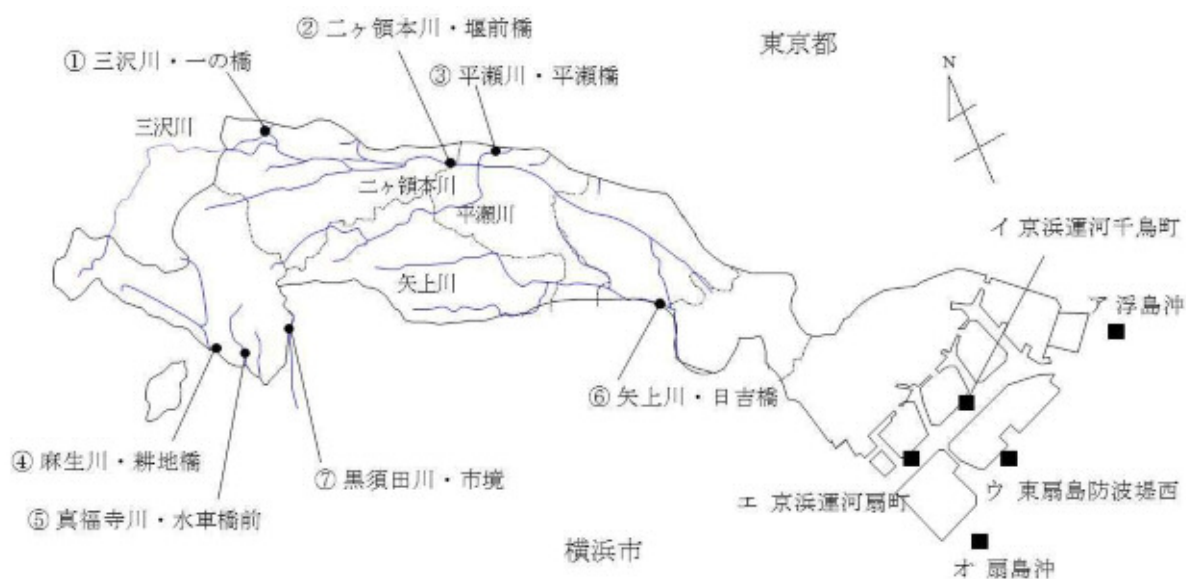 ② 二ヶ領本川・堰前橋
東京都
① 三沢川・一の橋
③ 平瀬川・平瀬橋
N
三沢川
二ヶ領本川
平瀬川
イ 京浜運河千鳥町
矢上川
ア 浮島沖
⑥ 矢上川・日吉橋
④ 麻生川・耕地橋
⑦ 黒須田川・市境
エ 京浜運河扇町
ウ 東扇島防波堤西
⑤ 真福寺川・水車橋前
横浜市
オ 扇島沖